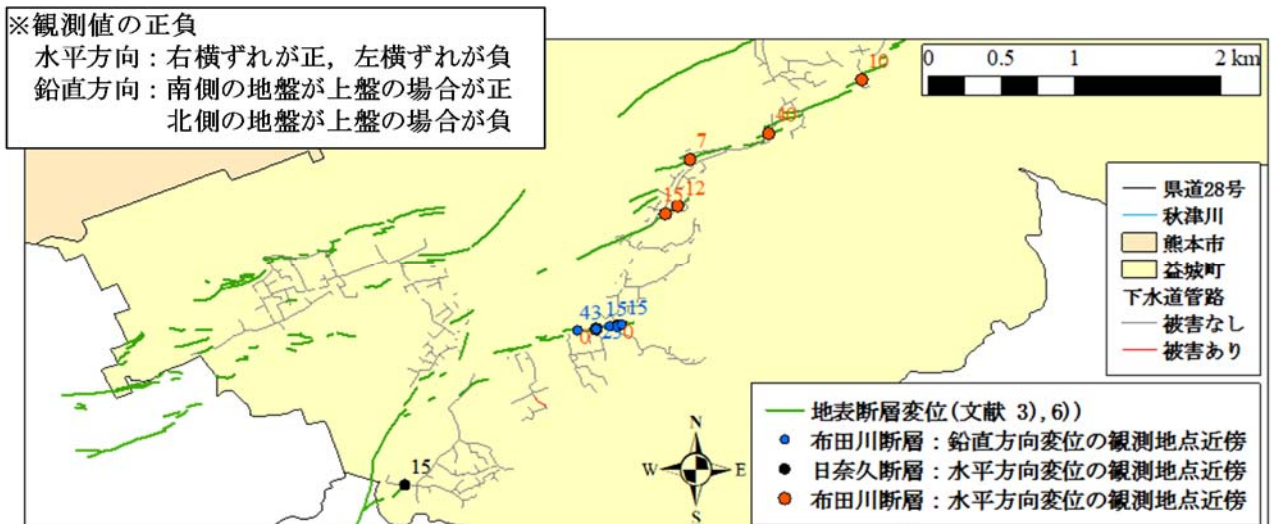 ※観測値の正負
水平方向：右横ずれが正，左横ずれが負
鉛直方向：南側の地盤が上盤の場合が正
北側の地盤が上盤の場合が負
0 0.5 1 2 km
10
40
7
15 12
県道28号
秋津川
熊本市
益城町
下水道管路
被害なし
被害あり
43 15 15
0 23 0
15
N
W E
S
地表断層変位(文献 3),6))
布田川断層：鉛直方向変位の観測地点近傍
日奈久断層：水平方向変位の観測地点近傍
布田川断層：水平方向変位の観測地点近傍